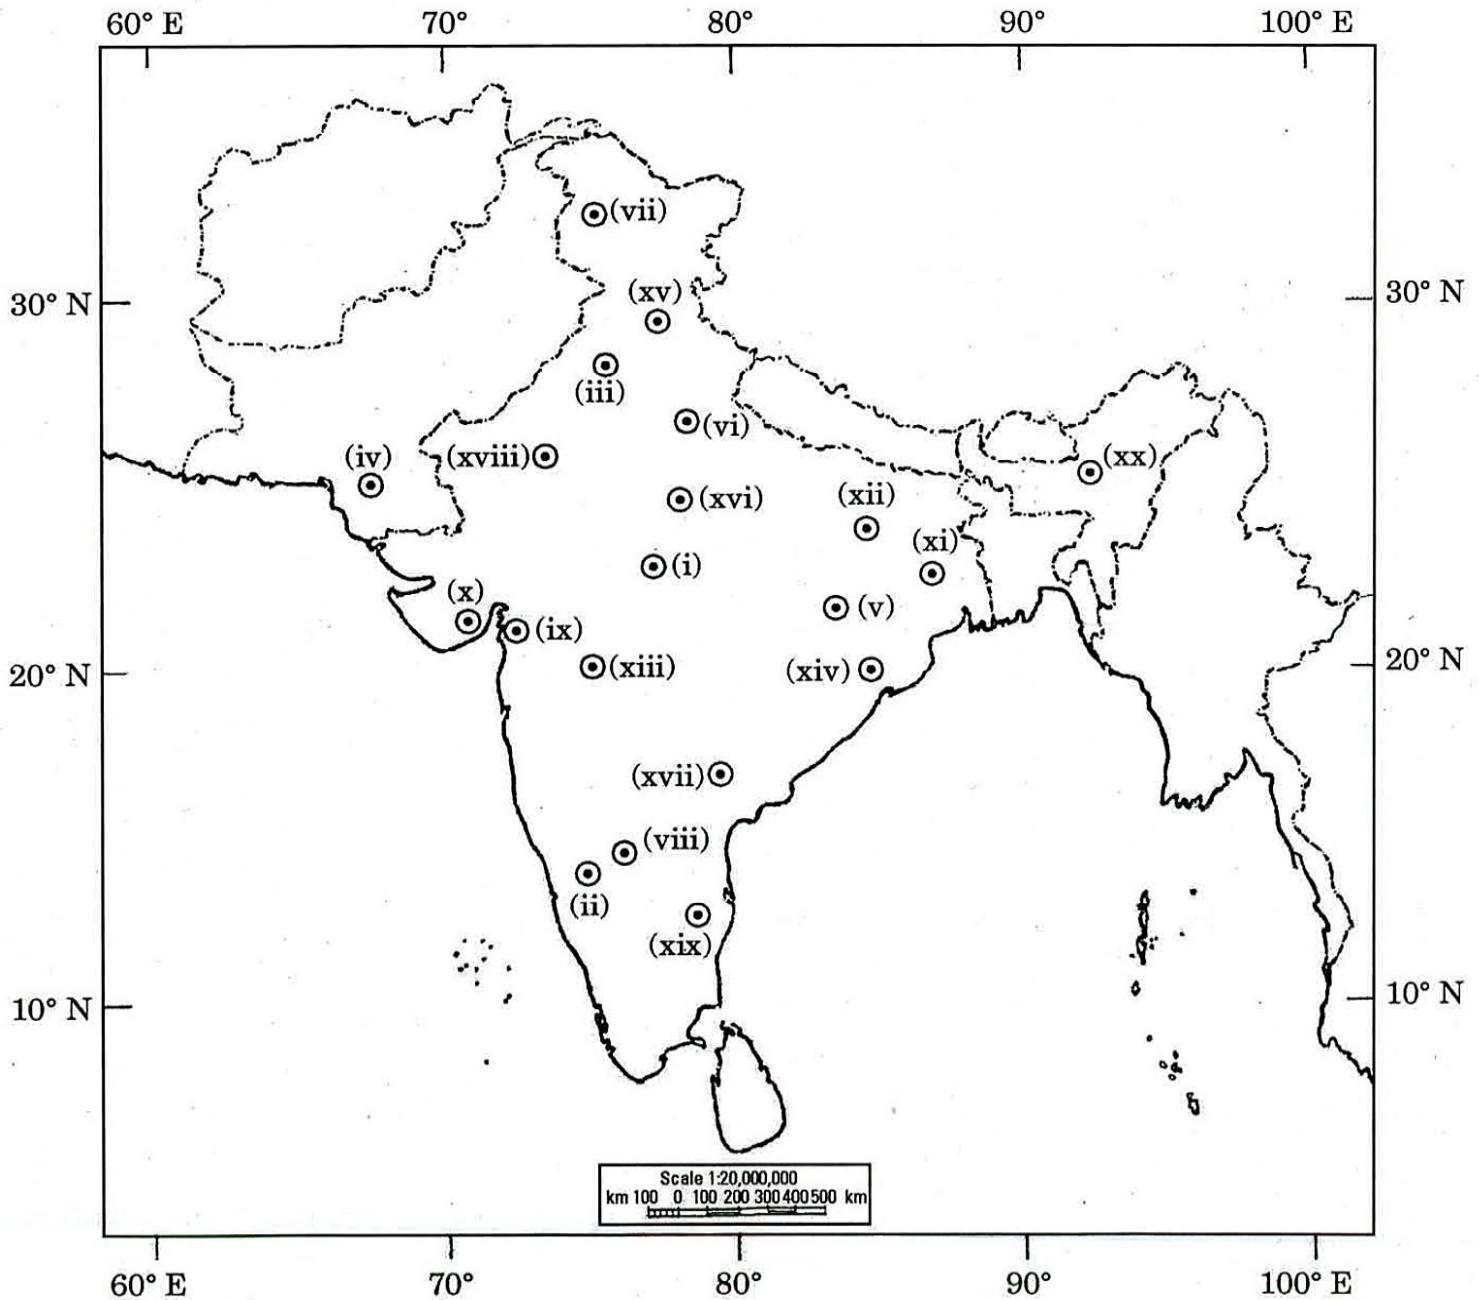 60° E 70° 80° 90° 100° E
(vii)
(xv)
30° N 30° N
(iii)
(vi)
(iv) (xviii) (xx)
(xvi) (xii)
(xi)
(i)
(x) (v)
(ix)
(xiii) (xiv) 20° N
20° N
(xvii)
(viii)
(ii)
(xix)
10° N 10° N
Scale 1:20,000,000
km 100 0 100 200 300 400 500 km
60° E 70° 80° 90° 100° E